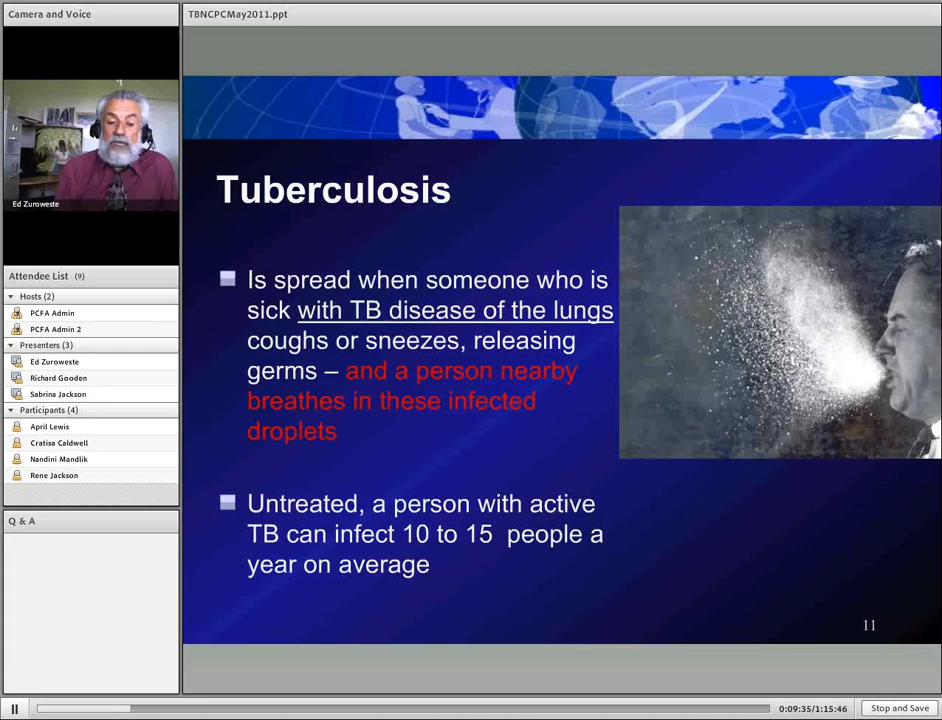 Camera and Voice
TBNCPCMay2011.ppt
Ed Zuroweste
Attendee List (9)
Hosts (2)
PCFA Admin
PCFA Admin 2
Presenters (3)
Ed Zuroweste
Richard Gooden
Sabrina Jackson
Participants (4)
April Lewis
Cratisa Caldwell
Nandini Mandlik
Rene Jackson
Q & A
Tuberculosis
Is spread when someone who is
sick with TB disease of the lungs
coughs or sneezes, releasing
germs – and a person nearby
breathes in these infected
droplets
Untreated, a person with active
TB can infect 10 to 15 people a
year on average
11
0:09:35/1:15:46
Stop and Save